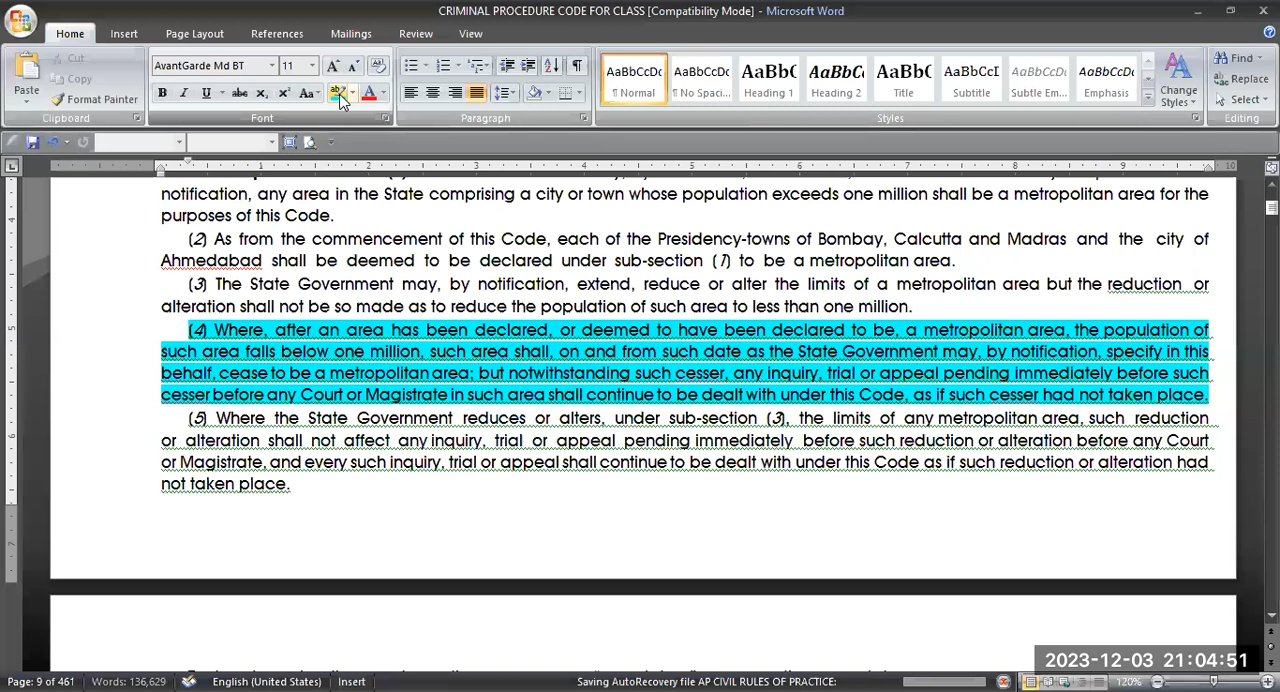 CRIMINAL PROCEDURE CODE FOR CLASS [Compatibility Mode] - Microsoft Word
Home Insert Page Layout References Mailings Review View
Paste
Cut
Copy
Format Painter
Clipboard
AvantGarde Md BT 11
Font
Paragraph
AaBbCcDc AaBbCcDc AaBbC AaBbCc AaBbC AaBbCcD AaBbCcDc AaBbCcDc
¶ Normal ¶ No Spaci... Heading 1 Heading 2 Title Subtitle Subtle Em... Emphasis
Change Styles
Styles
Find
Replace
Select
Editing
1 2 3 4 5 6 7 8 9 10
notification, any area in the State comprising a city or town whose population exceeds one million shall be a metropolitan area for the
purposes of this Code.
(2) As from the commencement of this Code, each of the Presidency-towns of Bombay, Calcutta and Madras and the city of
Ahmedabad shall be deemed to be declared under sub-section (1) to be a metropolitan area.
(3) The State Government may, by notification, extend, reduce or alter the limits of a metropolitan area but the reduction or
alteration shall not be so made as to reduce the population of such area to less than one million.
(4) Where, after an area has been declared, or deemed to have been declared to be, a metropolitan area, the population of
such area falls below one million, such area shall, on and from such date as the State Government may, by notification, specify in this
behalf, cease to be a metropolitan area; but notwithstanding such cesser, any inquiry, trial or appeal pending immediately before such
cesser before any Court or Magistrate in such area shall continue to be dealt with under this Code, as if such cesser had not taken place.
(5) Where the State Government reduces or alters, under sub-section (3), the limits of any metropolitan area, such reduction
or alteration shall not affect any inquiry, trial or appeal pending immediately before such reduction or alteration before any Court
or Magistrate, and every such inquiry, trial or appeal shall continue to be dealt with under this Code as if such reduction or alteration had
not taken place.
2023-12-03 21:04:51
Page: 9 of 461 Words: 136,629 English (United States) Insert Saving AutoRecovery file AP CIVIL RULES OF PRACTICE: 120%